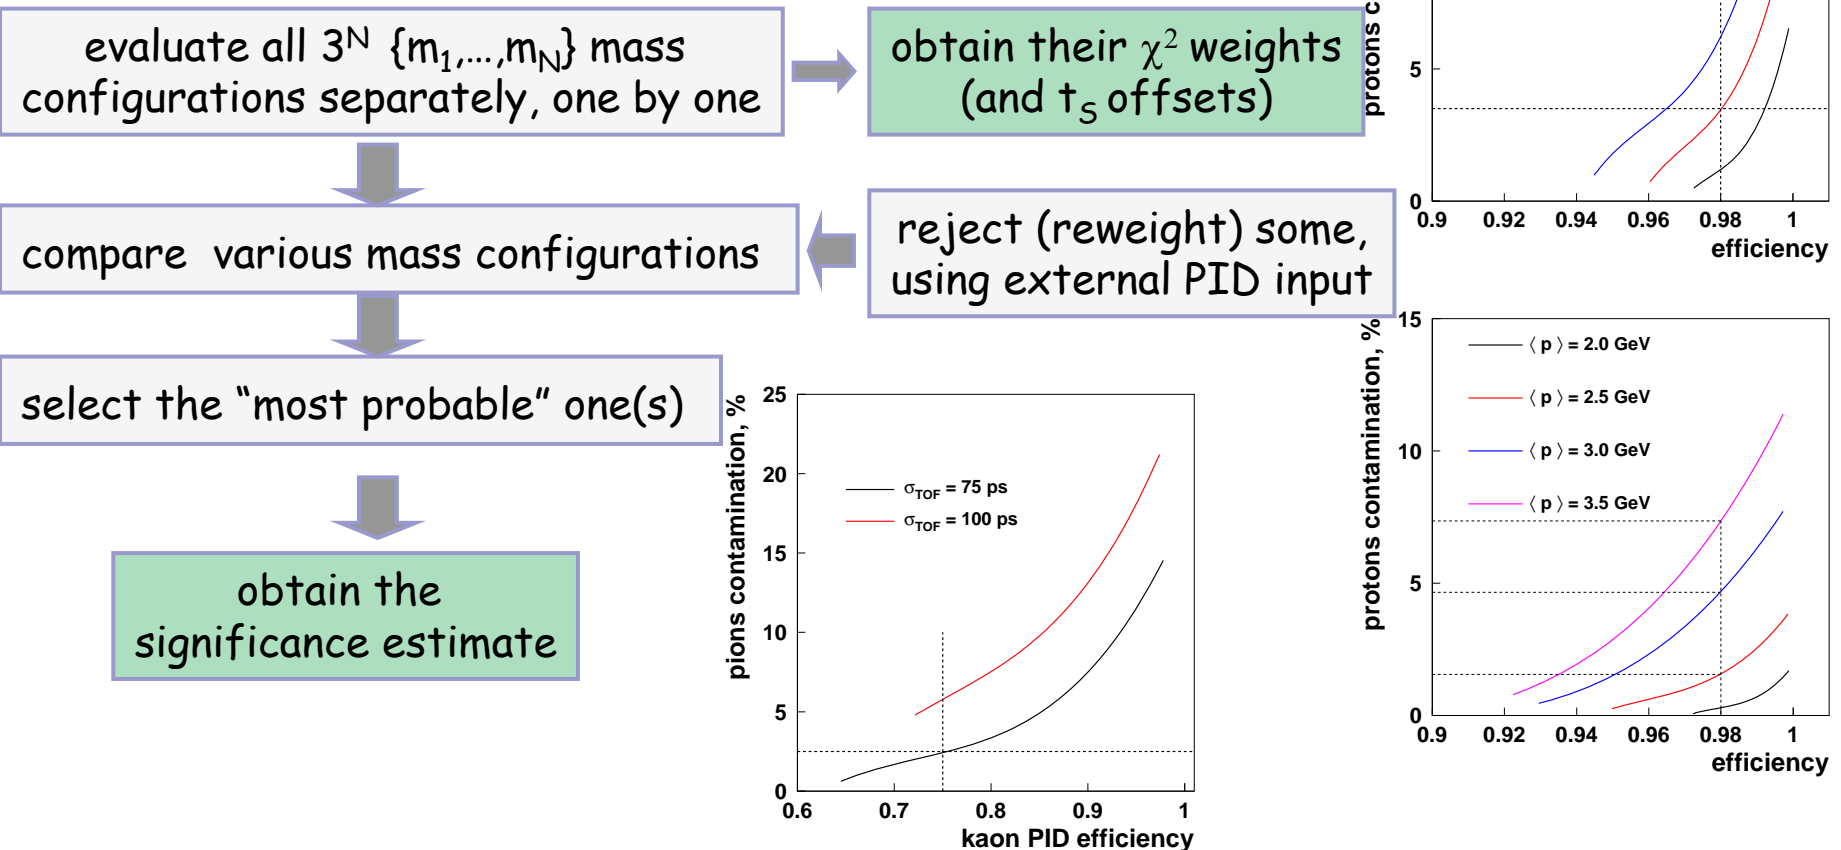 evaluate all 3^N {m_1,...,m_N} mass
configurations separately, one by one
obtain their χ² weights
(and t_S offsets)
compare various mass configurations
reject (reweight) some,
using external PID input
select the "most probable" one(s)
obtain the
significance estimate
pions contamination, %
25
20
15
10
5
0
σ_TOF = 75 ps
σ_TOF = 100 ps
0.6 0.7 0.8 0.9 1
kaon PID efficiency
protons c
5
0
0.9 0.92 0.94 0.96 0.98 1
efficiency
protons contamination, %
15
10
5
0
⟨ p ⟩ = 2.0 GeV
⟨ p ⟩ = 2.5 GeV
⟨ p ⟩ = 3.0 GeV
⟨ p ⟩ = 3.5 GeV
0.9 0.92 0.94 0.96 0.98 1
efficiency